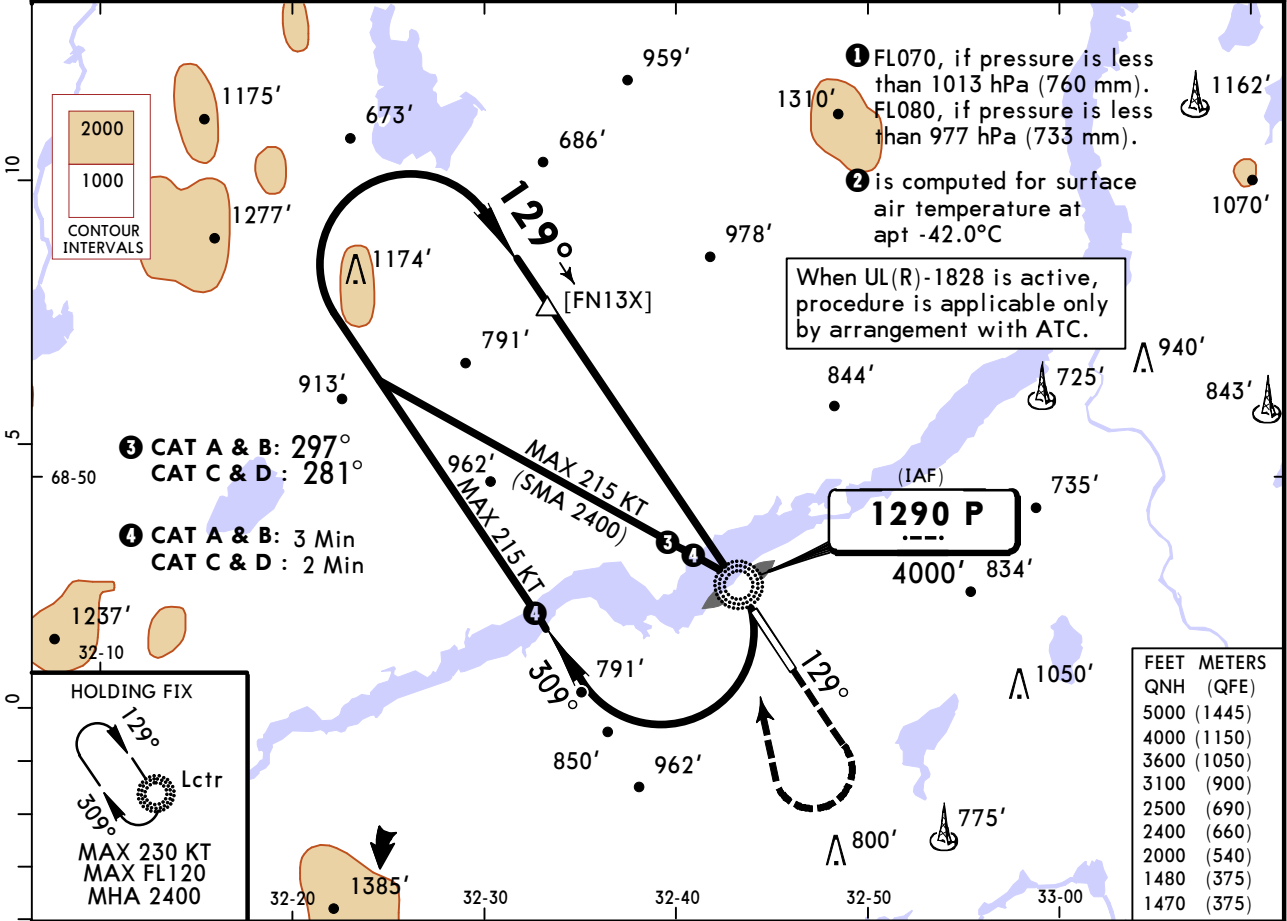 959'
❶ FL070, if pressure is less
than 1013 hPa (760 mm).
FL080, if pressure is less
than 977 hPa (733 mm).
1175'
673'
1310'
1162'
2000
1000
CONTOUR
INTERVALS
686'
10
1277'
129°
❷ is computed for surface
air temperature at
apt -42.0°C
1070'
1174'
978'
[FN13X]
When UL(R)-1828 is active,
procedure is applicable only
by arrangement with ATC.
791'
940'
913'
844'
725'
843'
5
❸ CAT A & B: 297°
CAT C & D : 281°
68-50
962'
MAX 215 KT
(SMA 2400)
MAX 215 KT
(IAF)
1290 P
735'
❹ CAT A & B: 3 Min
CAT C & D : 2 Min
❸
❹
4000'
834'
❹
1237'
32-10
0
309°
791'
129°
1050'
850'
962'
HOLDING FIX
129°
Lctr
309°
MAX 230 KT
MAX FL120
MHA 2400
FEET METERS
QNH (QFE)
5000 (1445)
4000 (1150)
3600 (1050)
3100 (900)
2500 (690)
2400 (660)
2000 (540)
1480 (375)
1470 (375)
800'
775'
1385'
32-20
32-30
32-40
32-50
33-00